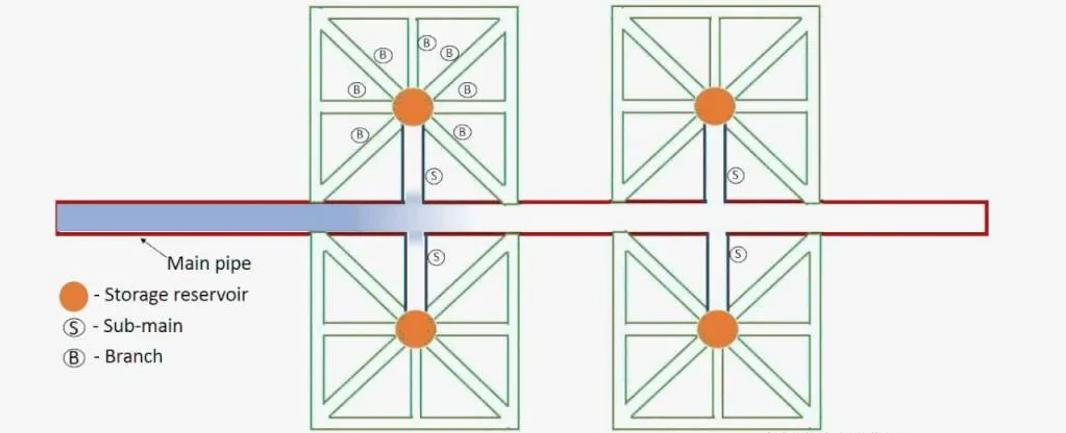 B
B
B
B
B
B
B
S
S
S
S
Main pipe
- Storage reservoir
S - Sub-main
B - Branch